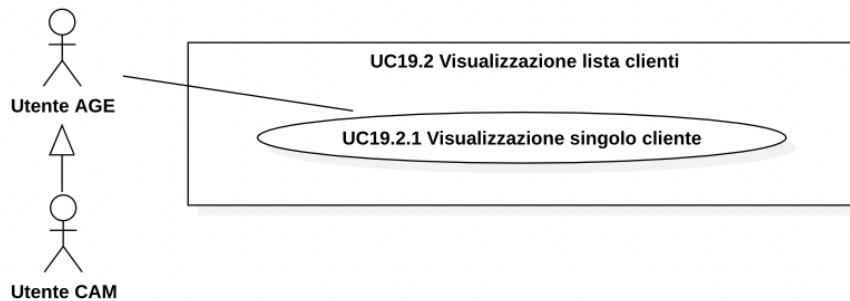 UC19.2 Visualizzazione lista clienti
Utente AGE
UC19.2.1 Visualizzazione singolo cliente
Utente CAM